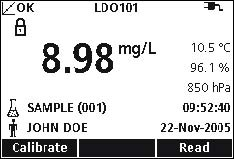 OK LDO101
8.98 mg/L
10.5 °C
96.1 %
850 hPa
SAMPLE (001) 09:52:40
JOHN DOE 22-Nov-2005
Calibrate Read